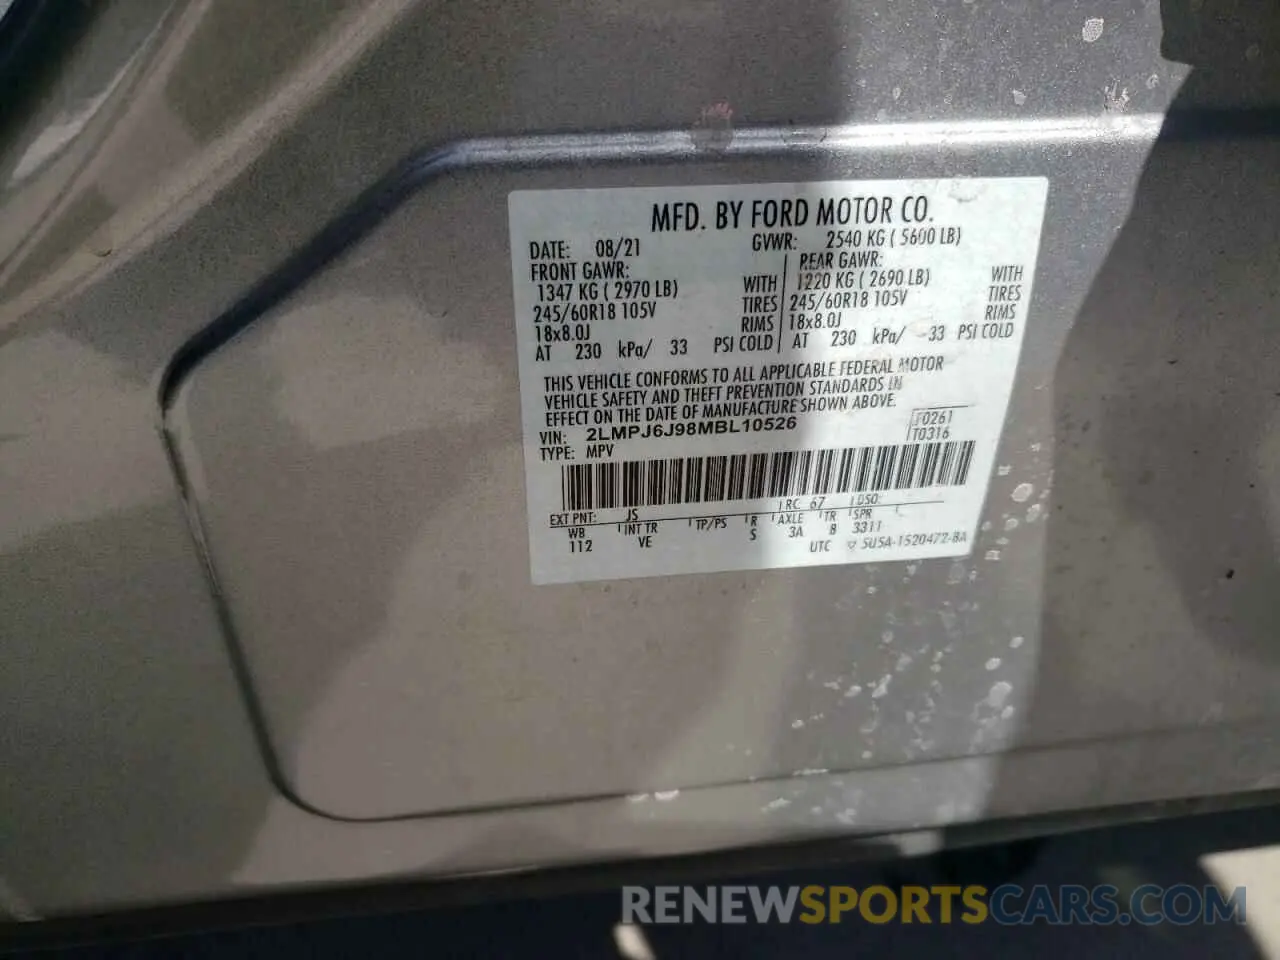 MFD. BY FORD MOTOR CO.
DATE: 08/21 GVWR: 2540 KG ( 5600 LB)
FRONT GAWR: REAR GAWR:
1347 KG ( 2970 LB) WITH 1220 KG ( 2690 LB) WITH
245/60R18 105V TIRES 245/60R18 105V TIRES
18x8.0J RIMS 18x8.0J RIMS
AT 230 kPa/ 33 PSI COLD AT 230 kPa/ 33 PSI COLD
THIS VEHICLE CONFORMS TO ALL APPLICABLE FEDERAL MOTOR
VEHICLE SAFETY AND THEFT PREVENTION STANDARDS IN
EFFECT ON THE DATE OF MANUFACTURE SHOWN ABOVE.
VIN: 2LMPJ6J98MBL10526 F0261
TYPE: MPV T0316
EXT PNT: JS RC: 67 DSO:
WB INT TR TP/PS R AXLE TR SPR
112 VE S 3A 8 3311
UTC 5U5A-1520472-BA
RENEWSPORTSCARS.COM